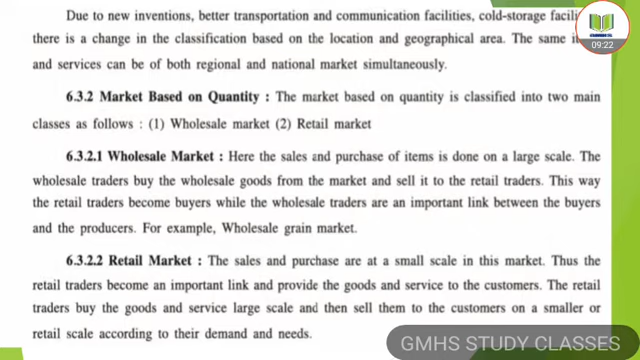 Due to new inventions, better transportation and communication facilities, cold-storage
there is a change in the classification based on the location and geographical area. The same
and services can be of both regional and national market simultaneously.
6.3.2 Market Based on Quantity : The market based on quantity is classified into two main
classes as follows : (1) Wholesale market (2) Retail market
6.3.2.1 Wholesale Market : Here the sales and purchase of items is done on a large scale. The
wholesale traders buy the wholesale goods from the market and sell it to the retail traders. This way
the retail traders become buyers while the wholesale traders are an important link between the buyers
and the producers. For example, Wholesale grain market.
6.3.2.2 Retail Market : The sales and purchase are at a small scale in this market. Thus the
retail traders become an important link and provide the goods and service to the customers. The retail
traders buy the goods and service large scale and then sell them to the customers on a smaller or
retail scale according to their demand and needs.
09:22
GMHS STUDY CLASSES